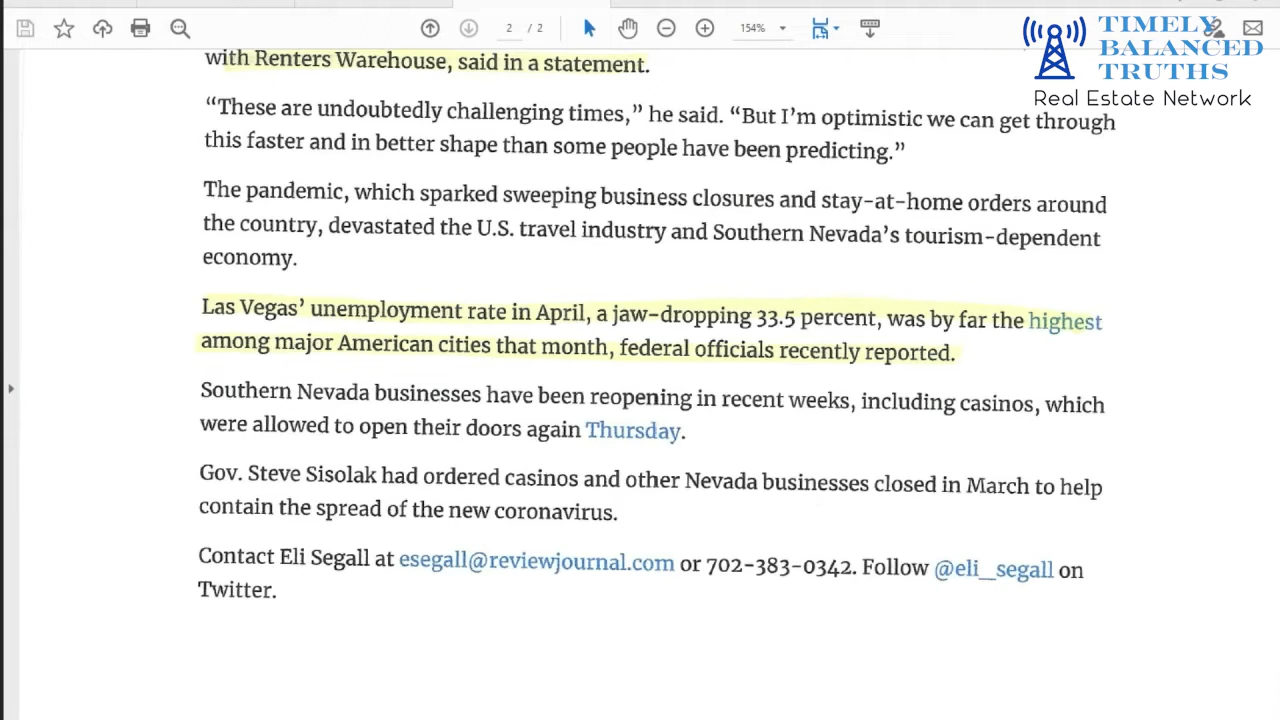 2 / 2
154%
TIMELY
BALANCED
TRUTHS
Real Estate Network
with Renters Warehouse, said in a statement.
“These are undoubtedly challenging times,” he said. “But I’m optimistic we can get through
this faster and in better shape than some people have been predicting.”
The pandemic, which sparked sweeping business closures and stay-at-home orders around
the country, devastated the U.S. travel industry and Southern Nevada’s tourism-dependent
economy.
Las Vegas’ unemployment rate in April, a jaw-dropping 33.5 percent, was by far the highest
among major American cities that month, federal officials recently reported.
Southern Nevada businesses have been reopening in recent weeks, including casinos, which
were allowed to open their doors again Thursday.
Gov. Steve Sisolak had ordered casinos and other Nevada businesses closed in March to help
contain the spread of the new coronavirus.
Contact Eli Segall at esegall@reviewjournal.com or 702-383-0342. Follow @eli_segall on
Twitter.